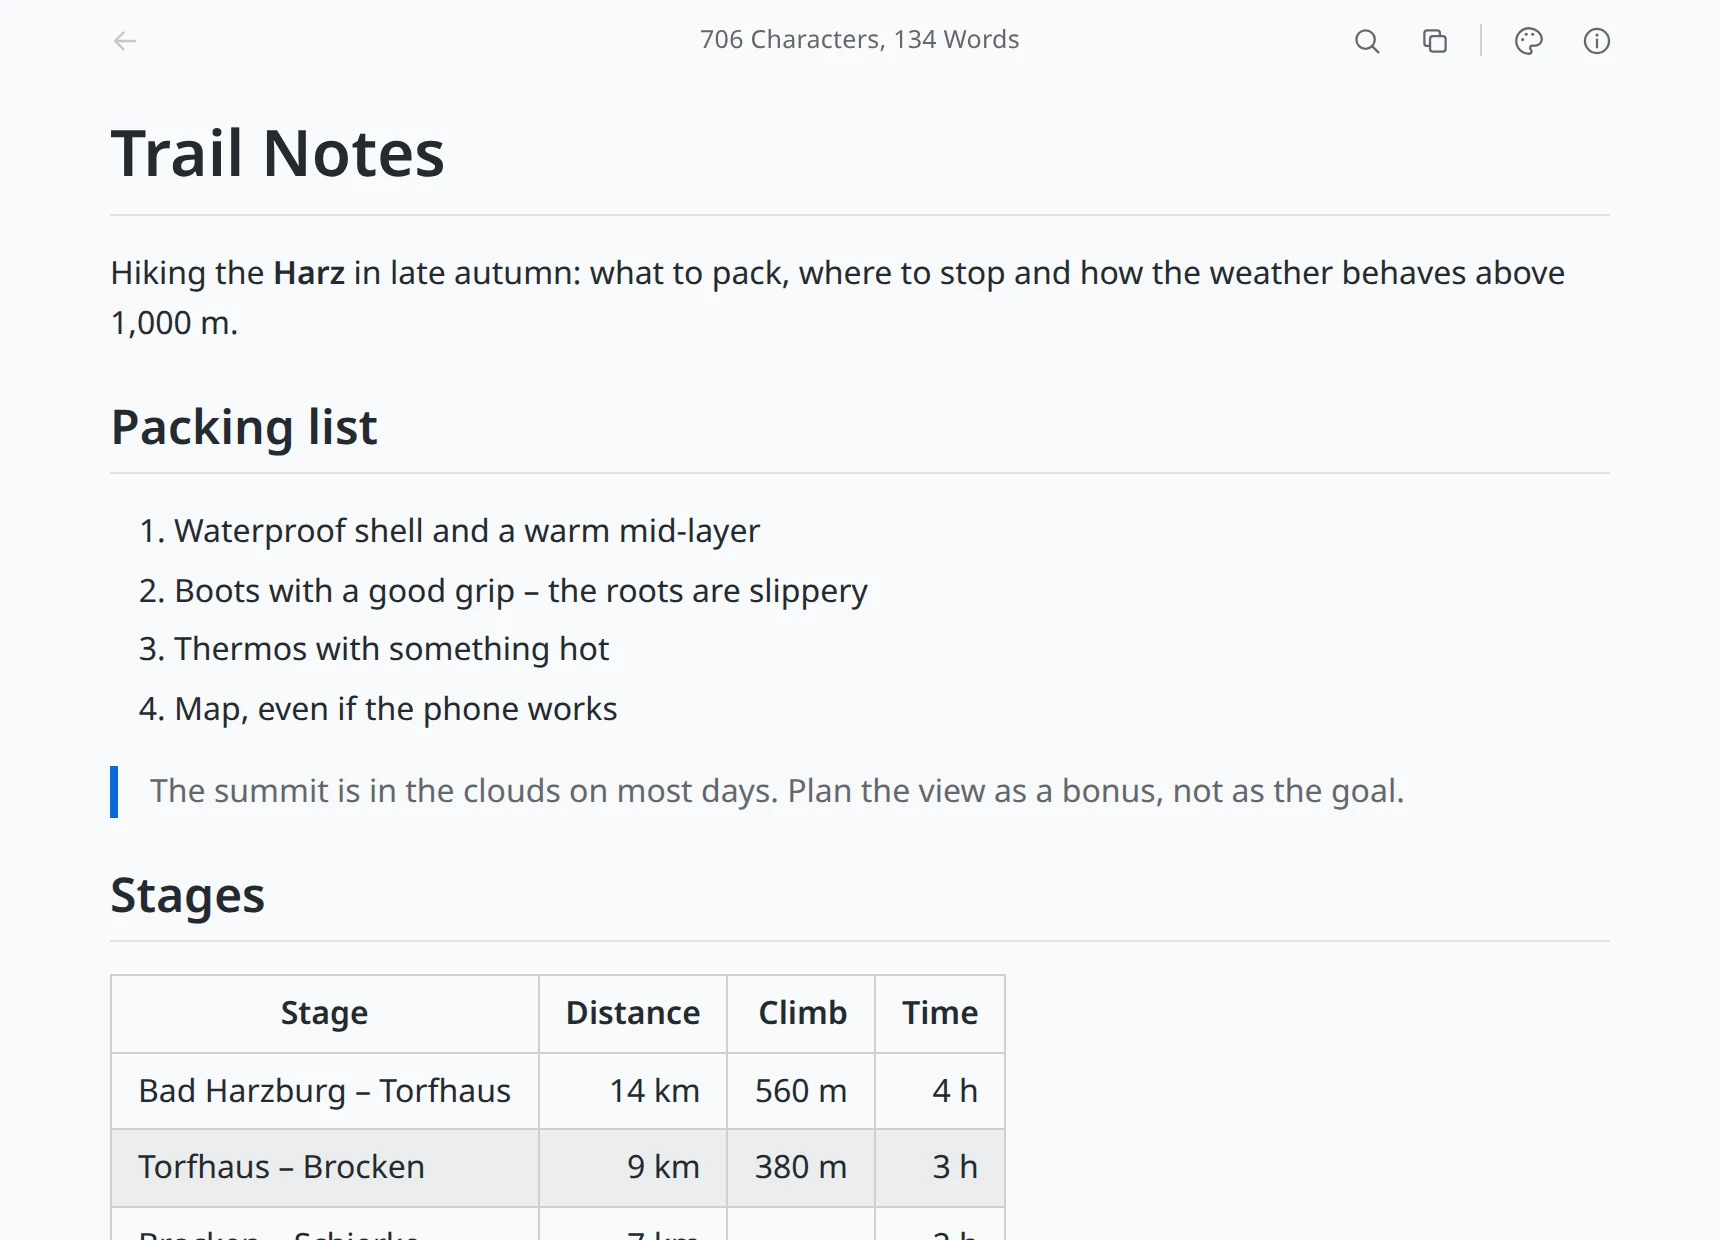 706 Characters, 134 Words
Trail Notes
Hiking the Harz in late autumn: what to pack, where to stop and how the weather behaves above
1,000 m.
Packing list
1. Waterproof shell and a warm mid-layer
2. Boots with a good grip – the roots are slippery
3. Thermos with something hot
4. Map, even if the phone works
The summit is in the clouds on most days. Plan the view as a bonus, not as the goal.
Stages
Stage Distance Climb Time
Bad Harzburg – Torfhaus 14 km 560 m 4 h
Torfhaus – Brocken 9 km 380 m 3 h
Brocken – Schierke 7 km